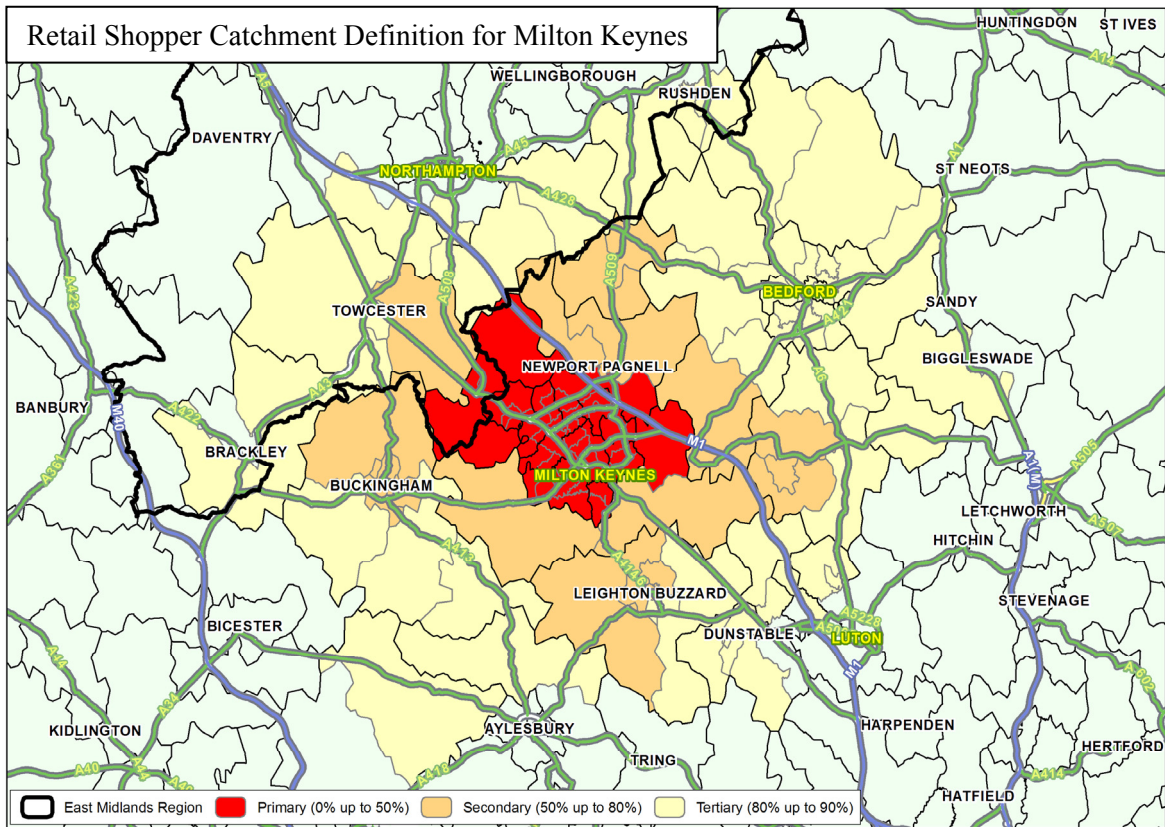 Retail Shopper Catchment Definition for Milton Keynes
HUNTINGDON
ST IVES
A14
WELLINGBOROUGH
RUSHDEN
DAVENTRY
A5
A45
A1
NORTHAMPTON
ST NEOTS
A428
A423
A508
A509
TOWCESTER
BEDFORD
A421
SANDY
NEWPORT PAGNELL
BIGGLESWADE
A6
A43
BANBURY
A422
M40
M1
BRACKLEY
A361
MILTON KEYNES
BUCKINGHAM
A505
A1(M)
LETCHWORTH
A507
HITCHIN
A413
A4146
LEIGHTON BUZZARD
STEVENAGE
BICESTER
A5228
DUNSTABLE
LUTON
A44
M1
A602
A34
KIDLINGTON
AYLESBURY
HARPENDEN
TRING
HERTFORD
A418
A40
A44
A414
HATFIELD
East Midlands Region
Primary (0% up to 50%)
Secondary (50% up to 80%)
Tertiary (80% up to 90%)